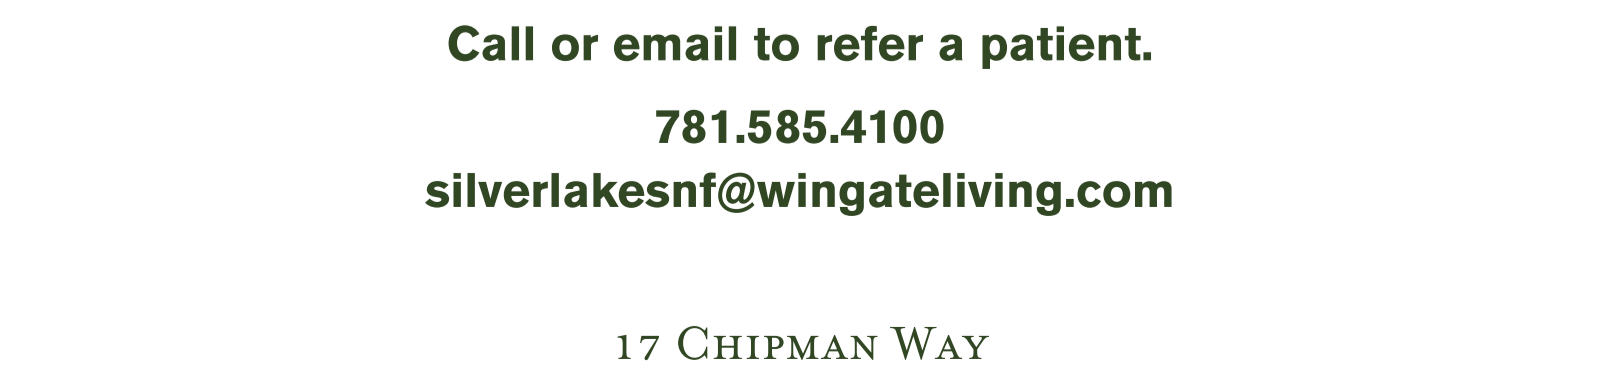 Call or email to refer a patient.
781.585.4100
silverlakesnf@wingateliving.com
17 Chipman Way